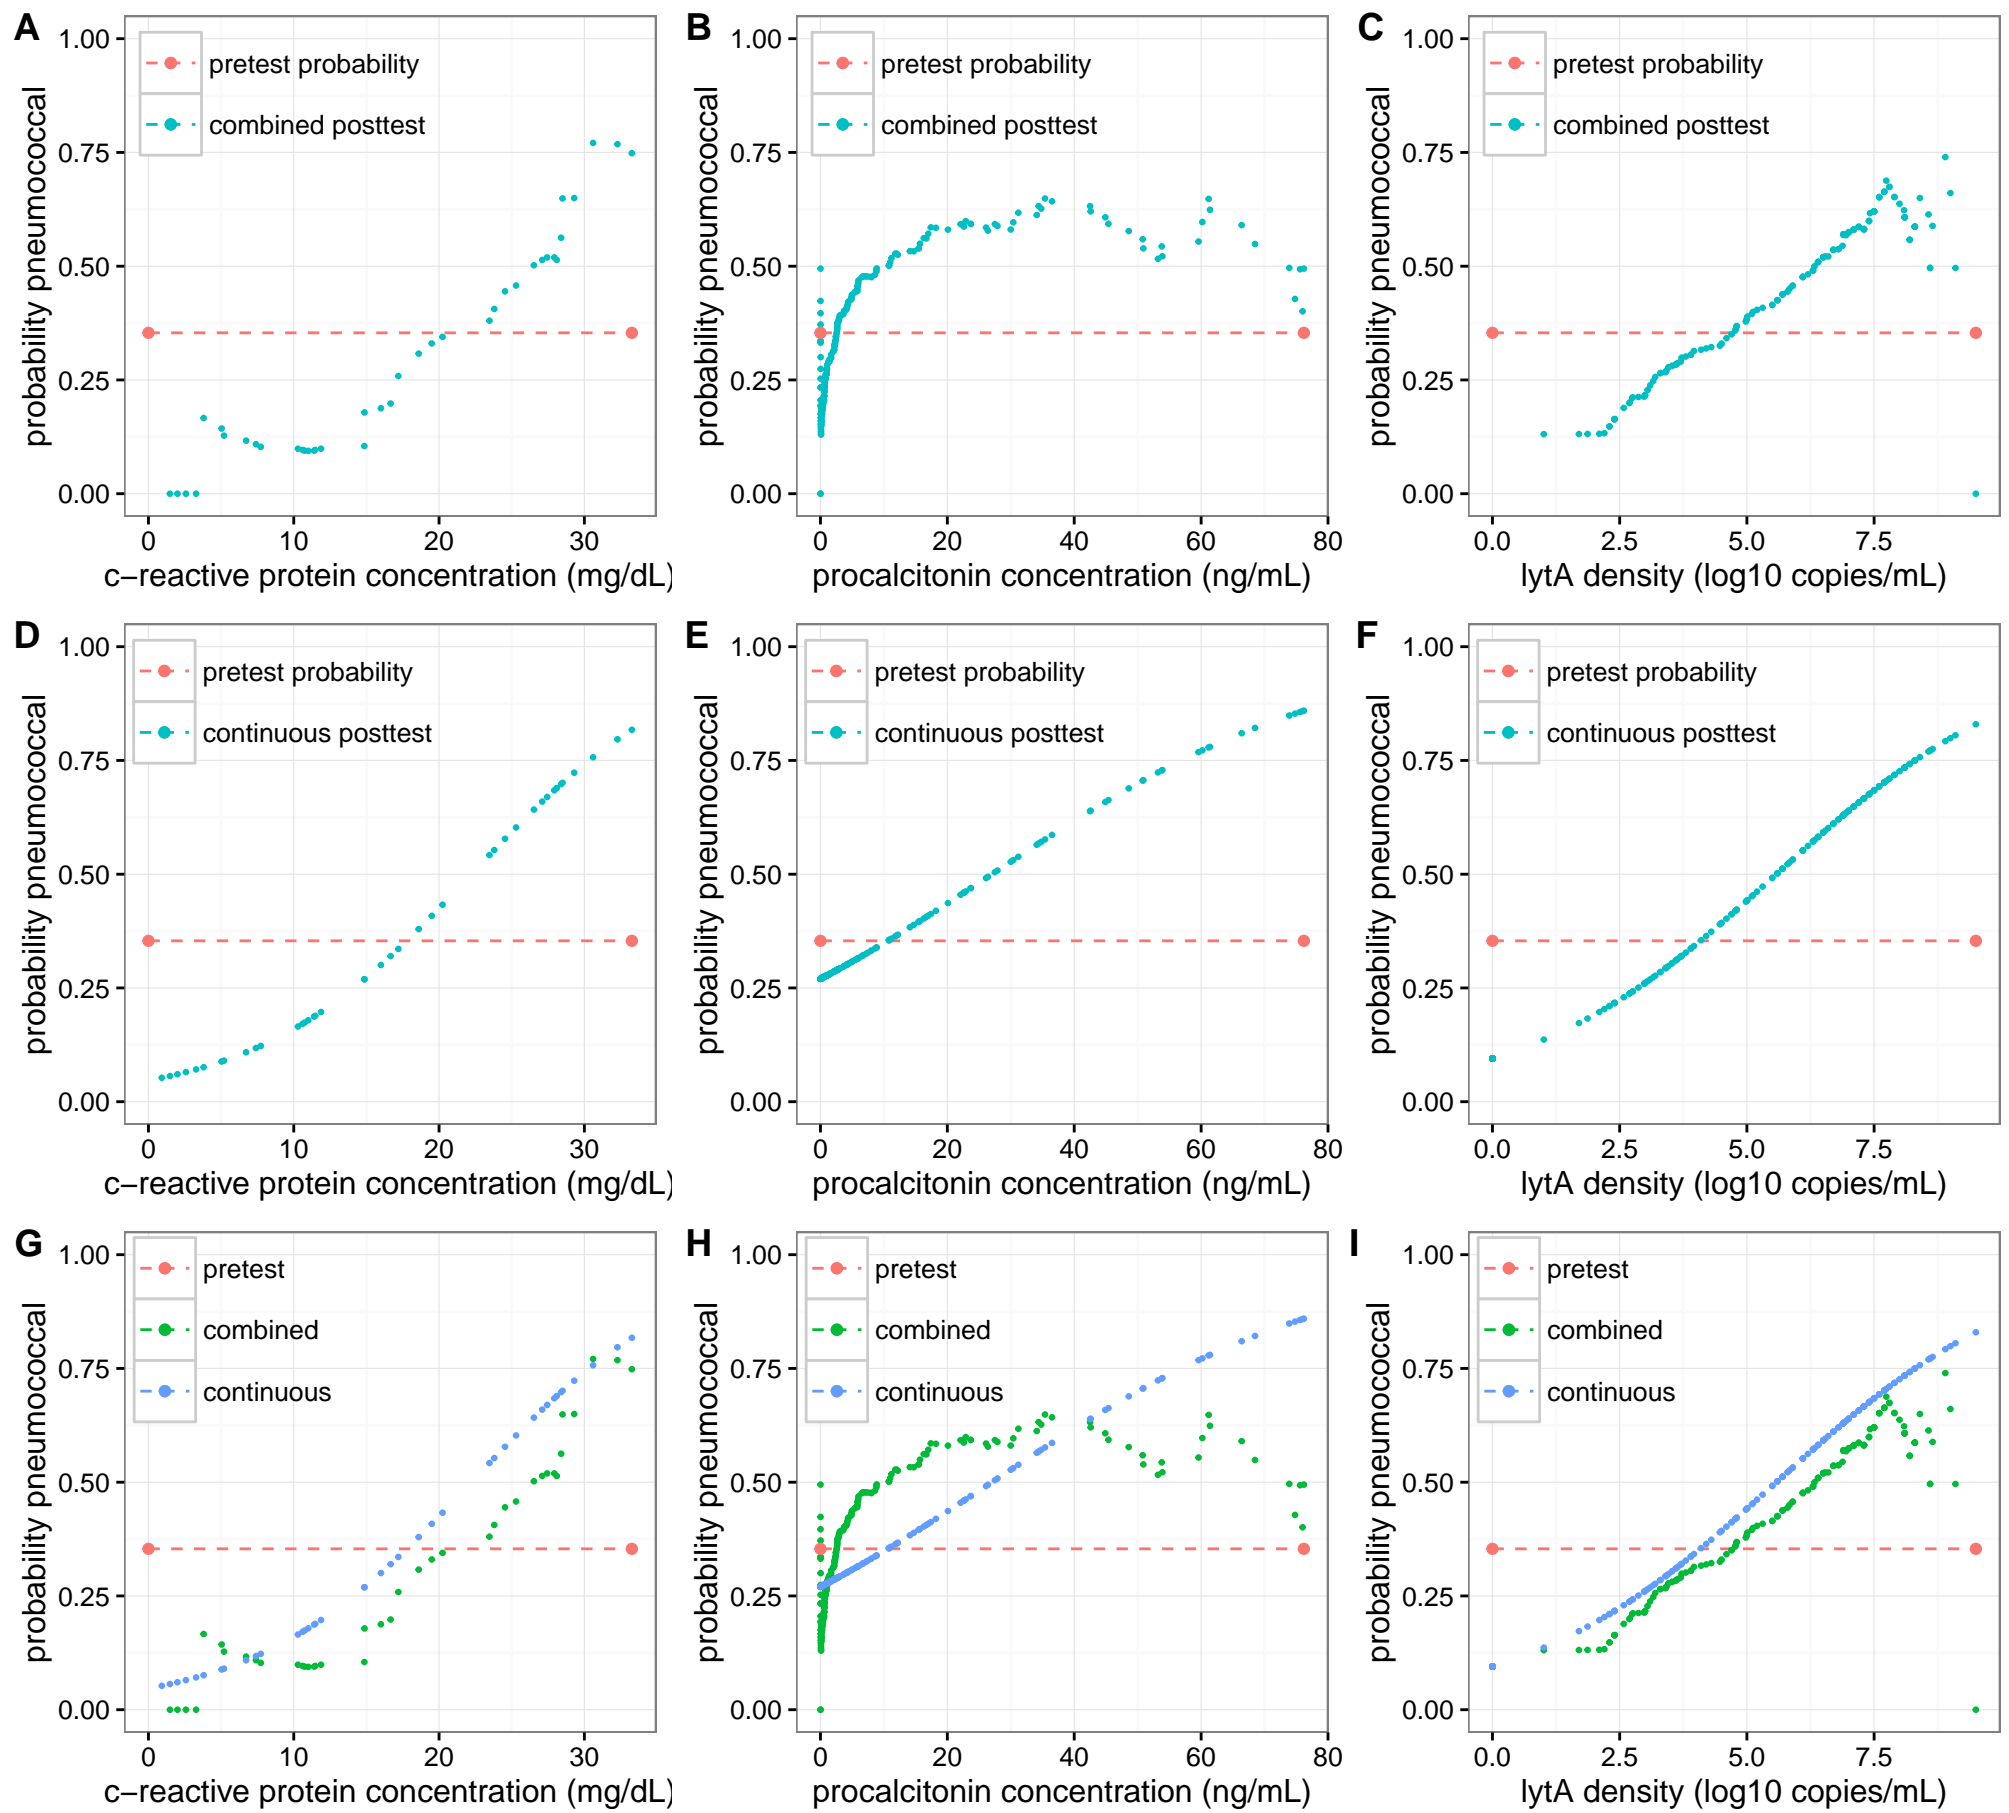 A
1.00
0.75
0.50
0.25
0.00
probability pneumococcal
pretest probability
combined posttest
0 10 20 30
c−reactive protein concentration (mg/dL)
B
1.00
0.75
0.50
0.25
0.00
probability pneumococcal
pretest probability
combined posttest
0 20 40 60 80
procalcitonin concentration (ng/mL)
C
1.00
0.75
0.50
0.25
0.00
probability pneumococcal
pretest probability
combined posttest
0.0 2.5 5.0 7.5
lytA density (log10 copies/mL)
D
1.00
0.75
0.50
0.25
0.00
probability pneumococcal
pretest probability
continuous posttest
0 10 20 30
c−reactive protein concentration (mg/dL)
E
1.00
0.75
0.50
0.25
0.00
probability pneumococcal
pretest probability
continuous posttest
0 20 40 60 80
procalcitonin concentration (ng/mL)
F
1.00
0.75
0.50
0.25
0.00
probability pneumococcal
pretest probability
continuous posttest
0.0 2.5 5.0 7.5
lytA density (log10 copies/mL)
G
1.00
0.75
0.50
0.25
0.00
probability pneumococcal
pretest
combined
continuous
0 10 20 30
c−reactive protein concentration (mg/dL)
H
1.00
0.75
0.50
0.25
0.00
probability pneumococcal
pretest
combined
continuous
0 20 40 60 80
procalcitonin concentration (ng/mL)
I
1.00
0.75
0.50
0.25
0.00
probability pneumococcal
pretest
combined
continuous
0.0 2.5 5.0 7.5
lytA density (log10 copies/mL)